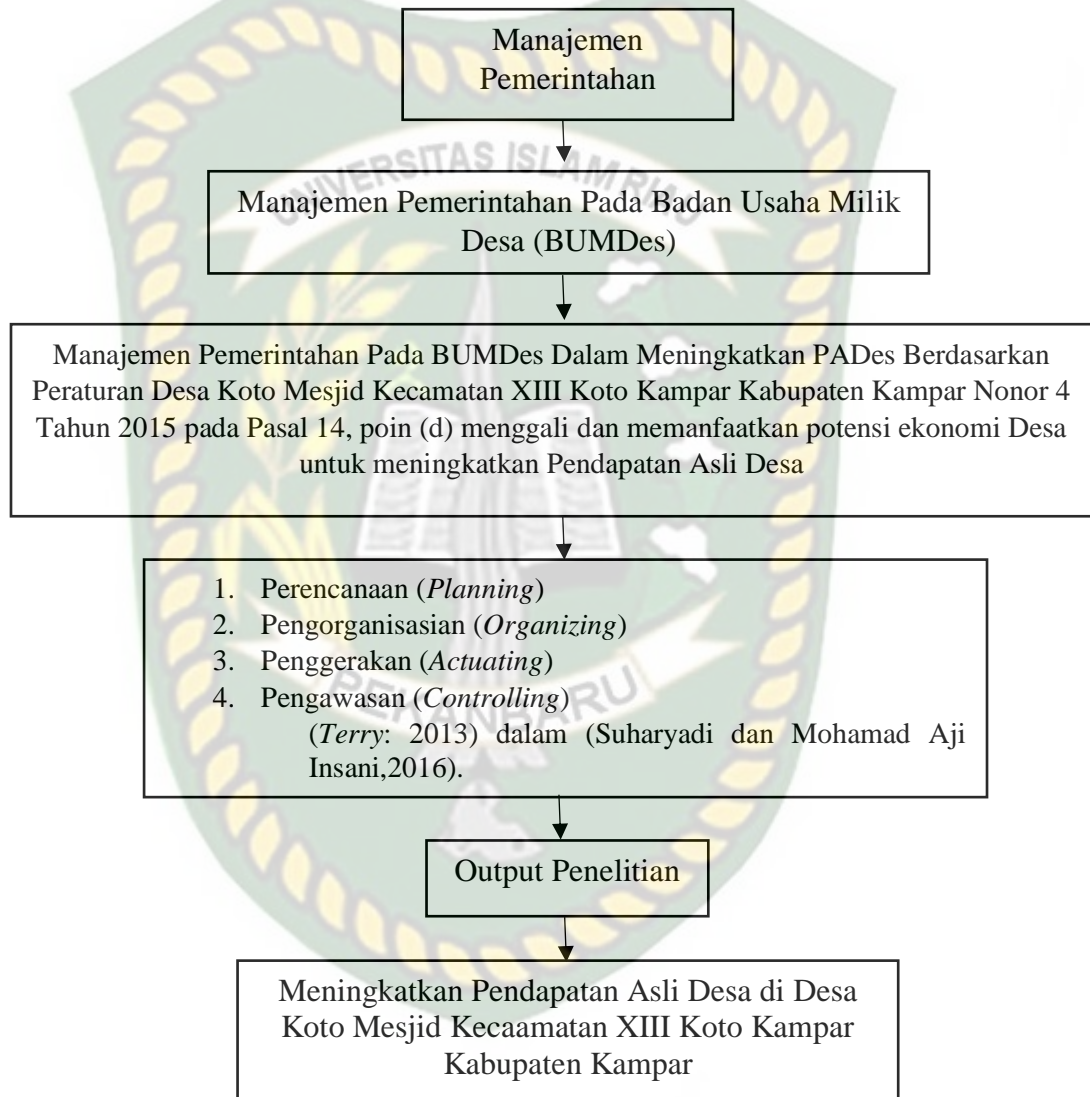 Manajemen
Pemerintahan
UNIVERSITAS ISLAM RIAU
Manajemen Pemerintahan Pada Badan Usaha Milik
Desa (BUMDes)
Manajemen Pemerintahan Pada BUMDes Dalam Meningkatkan PADes Berdasarkan
Peraturan Desa Koto Mesjid Kecamatan XIII Koto Kampar Kabupaten Kampar Nonor 4
Tahun 2015 pada Pasal 14, poin (d) menggali dan memanfaatkan potensi ekonomi Desa
untuk meningkatkan Pendapatan Asli Desa
1. Perencanaan (Planning)
2. Pengorganisasian (Organizing)
3. Penggerakan (Actuating)
4. Pengawasan (Controlling)
PEKANBARU
(Terry: 2013) dalam (Suharyadi dan Mohamad Aji
Insani,2016).
Output Penelitian
Meningkatkan Pendapatan Asli Desa di Desa
Koto Mesjid Kecaamatan XIII Koto Kampar
Kabupaten Kampar